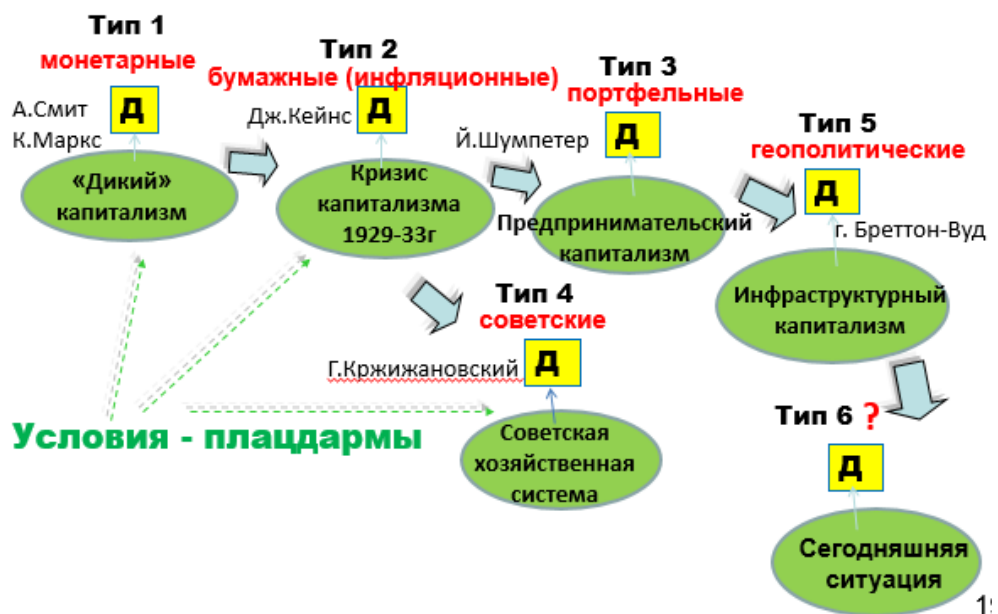 Тип 1
монетарные
А.Смит
К.Маркс
Д
«Дикий»
капитализм
Тип 2
бумажные (инфляционные)
Дж.Кейнс
Д
Кризис
капитализма
1929-33г
Тип 3
портфельные
Й.Шумпетер
Д
Предпринимательский
капитализм
Тип 5
геополитические
Д
г. Бреттон-Вуд
Инфраструктурный
капитализм
Тип 4
советские
Г.Кржижановский
Д
Советская
хозяйственная
система
Условия - плацдармы
Тип 6 ?
Д
Сегодняшняя
ситуация